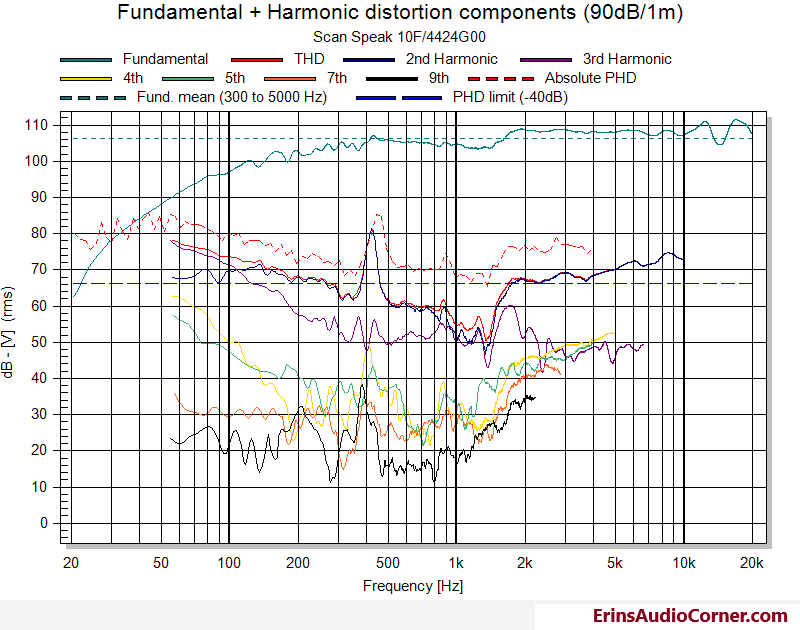 Fundamental + Harmonic distortion components (90dB/1m)
Scan Speak 10F/4424G00
Fundamental THD 2nd Harmonic 3rd Harmonic
4th 5th 7th 9th Absolute PHD
Fund. mean (300 to 5000 Hz) PHD limit (-40dB)
110
100
90
80
70
60
50
40
30
20
10
0
dB - [V] (rms)
20 50 100 200 500 1k 2k 5k 10k 20k
Frequency [Hz]
ErinsAudioCorner.com